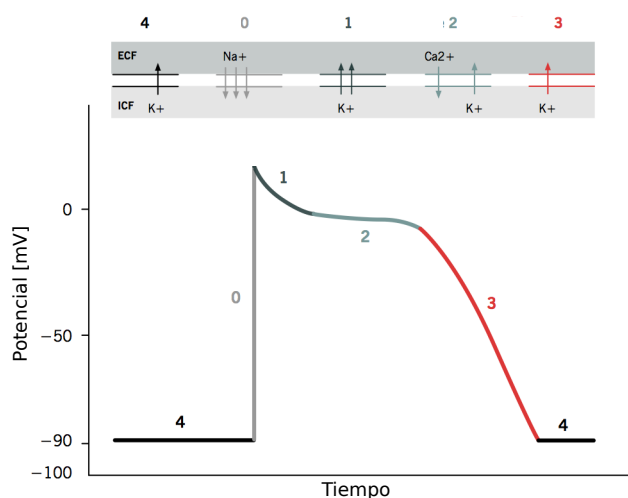 4 0 1 2 3
ECF Na+ Ca2+
ICF K+ K+ K+ K+
0
−50
−90
−100
Potencial [mV]
1
2
0
3
4
4
Tiempo